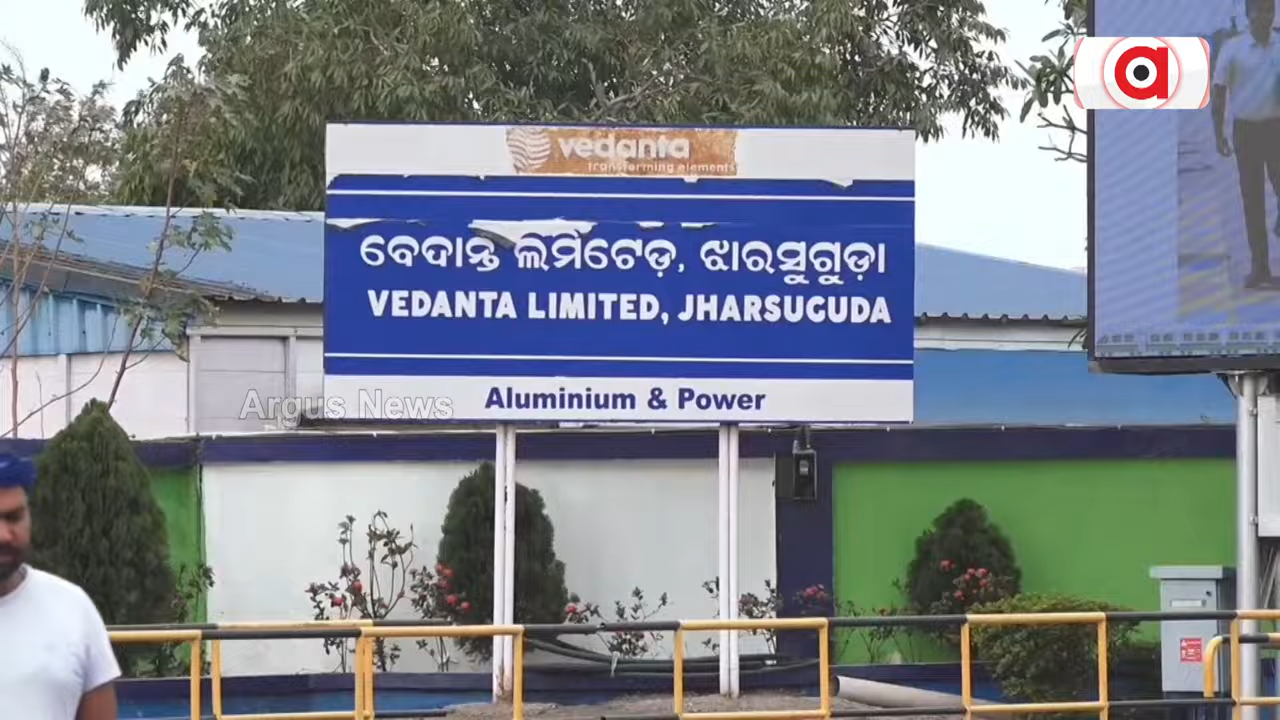 vedanta
transforming elements
ବେଦାନ୍ତ ଲିମିଟେଡ଼, ଝାରସୁଗୁଡ଼ା
VEDANTA LIMITED, JHARSUGUDA
Aluminium & Power
Argus News